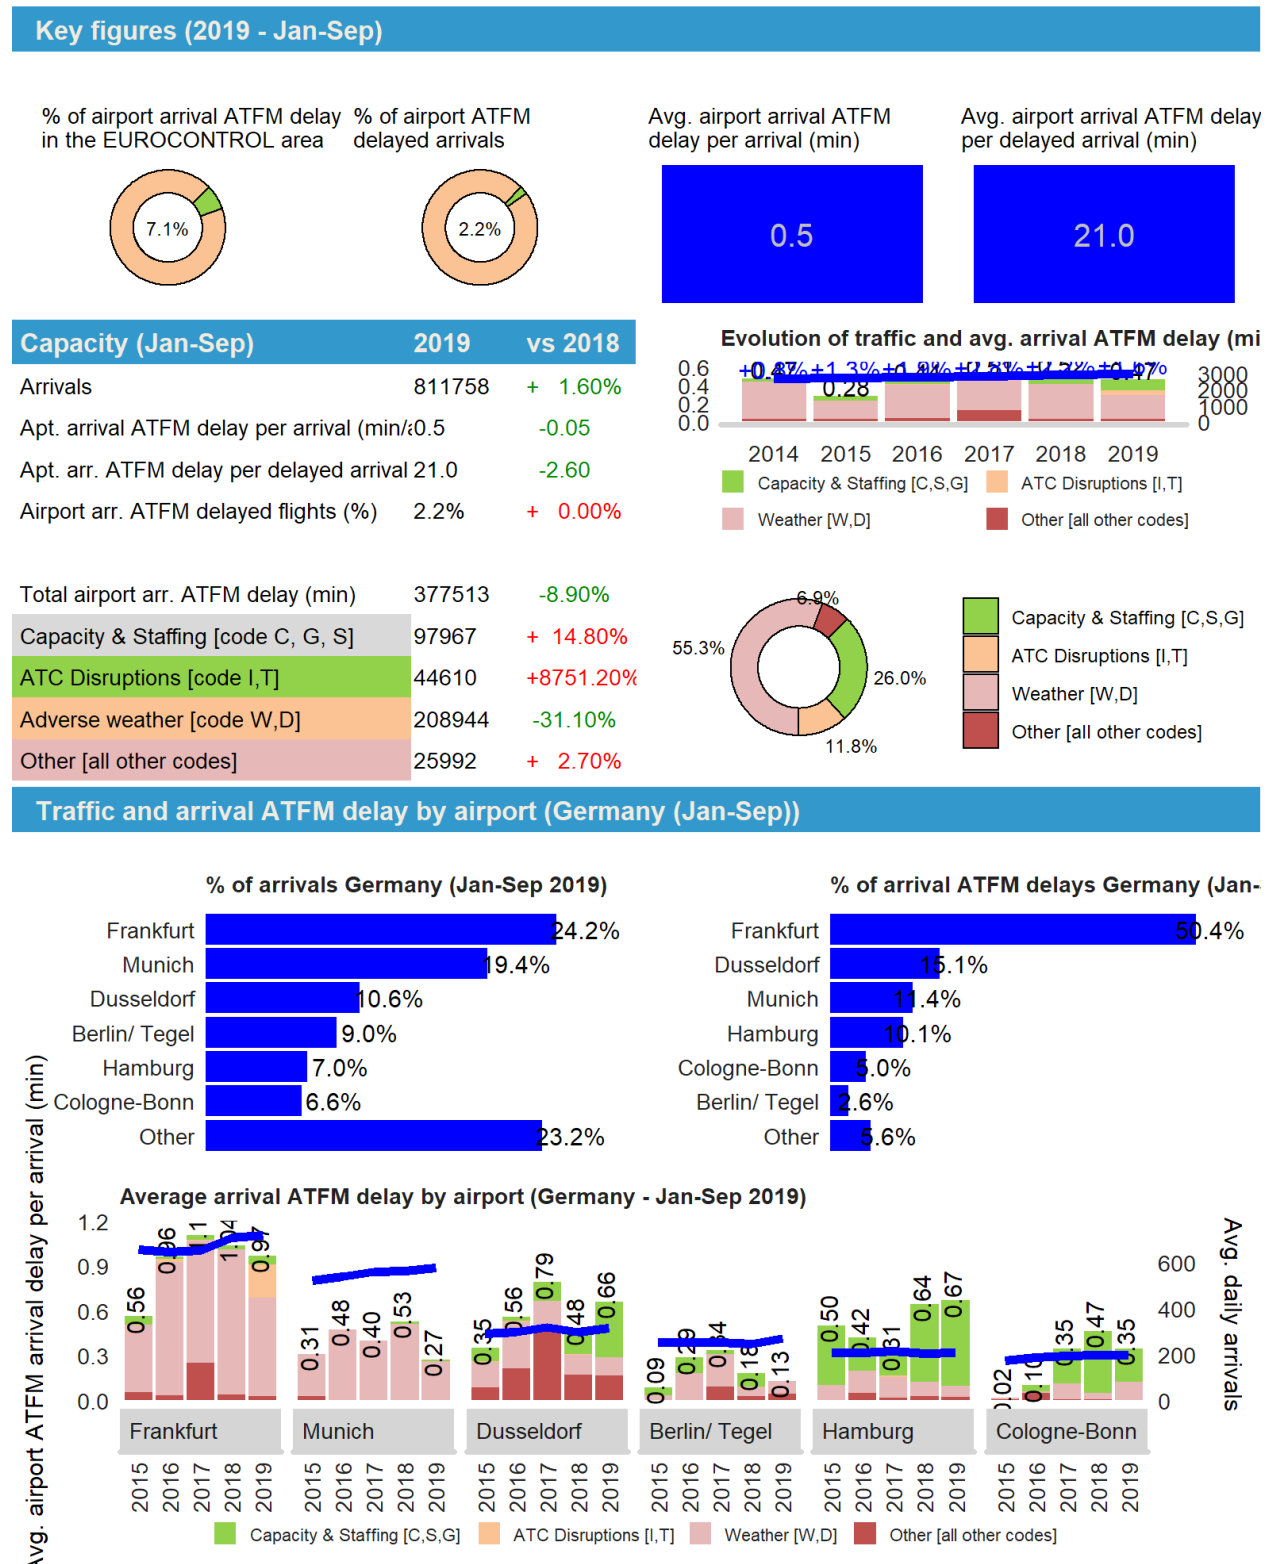 Key figures (2019 - Jan-Sep)
% of airport arrival ATFM delay
in the EUROCONTROL area
% of airport ATFM
delayed arrivals
Avg. airport arrival ATFM
delay per arrival (min)
Avg. airport arrival ATFM delay
per delayed arrival (min)
7.1%
2.2%
0.5
21.0
Capacity (Jan-Sep) 2019 vs 2018
Arrivals 811758 + 1.60%
Apt. arrival ATFM delay per arrival (min/ 0.5 -0.05
Apt. arr. ATFM delay per delayed arrival 21.0 -2.60
Airport arr. ATFM delayed flights (%) 2.2% + 0.00%
Total airport arr. ATFM delay (min) 377513 -8.90%
Capacity & Staffing [code C, G, S] 97967 + 14.80%
ATC Disruptions [code I,T] 44610 +8751.20%
Adverse weather [code W,D] 208944 -31.10%
Other [all other codes] 25992 + 2.70%
Evolution of traffic and avg. arrival ATFM delay (mi
0.6
0.4
0.2
0.0
0.28
+1.3%
3000
2000
1000
0
2014 2015 2016 2017 2018 2019
Capacity & Staffing [C,S,G] ATC Disruptions [I,T]
Weather [W,D] Other [all other codes]
6.9%
55.3%
26.0%
11.8%
Capacity & Staffing [C,S,G]
ATC Disruptions [I,T]
Weather [W,D]
Other [all other codes]
Traffic and arrival ATFM delay by airport (Germany (Jan-Sep))
% of arrivals Germany (Jan-Sep 2019)
Frankfurt 24.2%
Munich 19.4%
Dusseldorf 10.6%
Berlin/ Tegel 9.0%
Hamburg 7.0%
Cologne-Bonn 6.6%
Other 23.2%
% of arrival ATFM delays Germany (Jan-
Frankfurt 50.4%
Dusseldorf 15.1%
Munich 11.4%
Hamburg 10.1%
Cologne-Bonn 5.0%
Berlin/ Tegel 2.6%
Other 5.6%
Average arrival ATFM delay by airport (Germany - Jan-Sep 2019)
Avg. airport ATFM arrival delay per arrival (min)
1.2
0.9
0.6
0.3
0.0
0.56 0.96 1.04 0.97
0.31 0.48 0.40 0.53 0.27
0.35 0.56 0.79 0.48 0.66
0.09 0.29 0.34 0.18 0.13
0.50 0.42 0.31 0.64 0.67
0.02 0.10 0.35 0.47 0.35
Avg. daily arrivals
600
400
200
0
Frankfurt Munich Dusseldorf Berlin/ Tegel Hamburg Cologne-Bonn
2015 2016 2017 2018 2019 2015 2016 2017 2018 2019 2015 2016 2017 2018 2019 2015 2016 2017 2018 2019 2015 2016 2017 2018 2019 2015 2016 2017 2018 2019
Capacity & Staffing [C,S,G] ATC Disruptions [I,T] Weather [W,D] Other [all other codes]